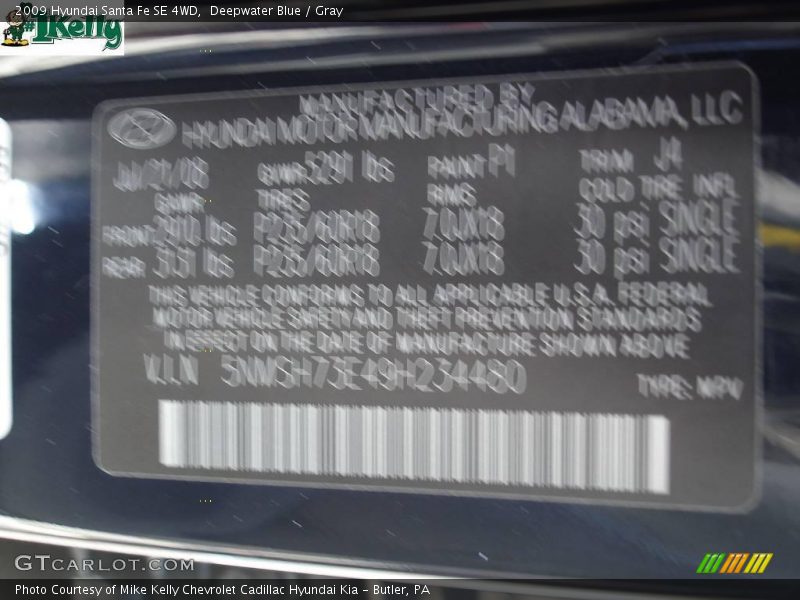 2009 Hyundai Santa Fe SE 4WD, Deepwater Blue / Gray
#1Kelly
MANUFACTURED BY
HYUNDAI MOTOR MANUFACTURING ALABAMA, LLC
GVWR 5291 lbs PAINT P1 TRIM
GAWR TIRES RIMS COLD TIRE INFL
FRONT lbs P235/60R18 7.0JX18 30 psi, SINGLE
REAR lbs P235/60R18 7.0JX18 30 psi, SINGLE
THIS VEHICLE CONFORMS TO ALL APPLICABLE U.S.A. FEDERAL
MOTOR VEHICLE SAFETY AND THEFT PREVENTION STANDARDS
IN EFFECT ON THE DATE OF MANUFACTURE SHOWN ABOVE
V.I.N 5NMSH73E49H234480 TYPE: MPV
GTCARLOT.COM
Photo Courtesy of Mike Kelly Chevrolet Cadillac Hyundai Kia – Butler, PA